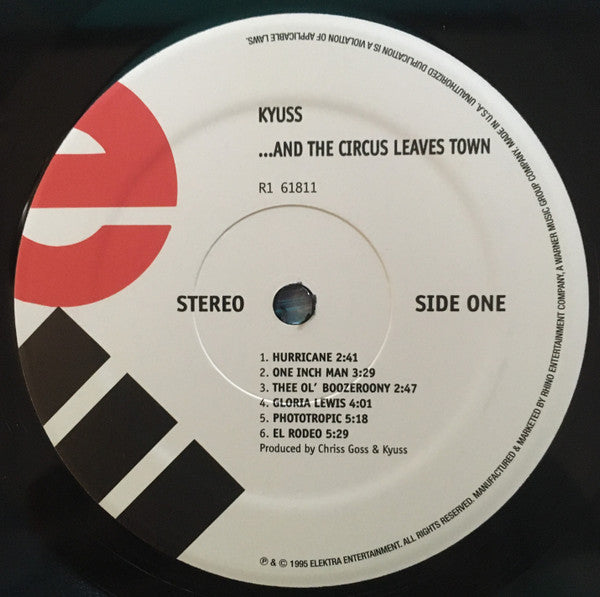 KYUSS
...AND THE CIRCUS LEAVES TOWN
R1 61811
STEREO
SIDE ONE
1. HURRICANE 2:41
2. ONE INCH MAN 3:29
3. THEE OL' BOOZEROONY 2:47
4. GLORIA LEWIS 4:01
5. PHOTOTROPIC 5:18
6. EL RODEO 5:29
Produced by Chriss Goss & Kyuss
℗ & © 1995 ELEKTRA ENTERTAINMENT. ALL RIGHTS RESERVED. MANUFACTURED & MARKETED BY RHINO ENTERTAINMENT COMPANY, A WARNER MUSIC GROUP COMPANY. MADE IN U.S.A. UNAUTHORIZED DUPLICATION IS A VIOLATION OF APPLICABLE LAWS.
e